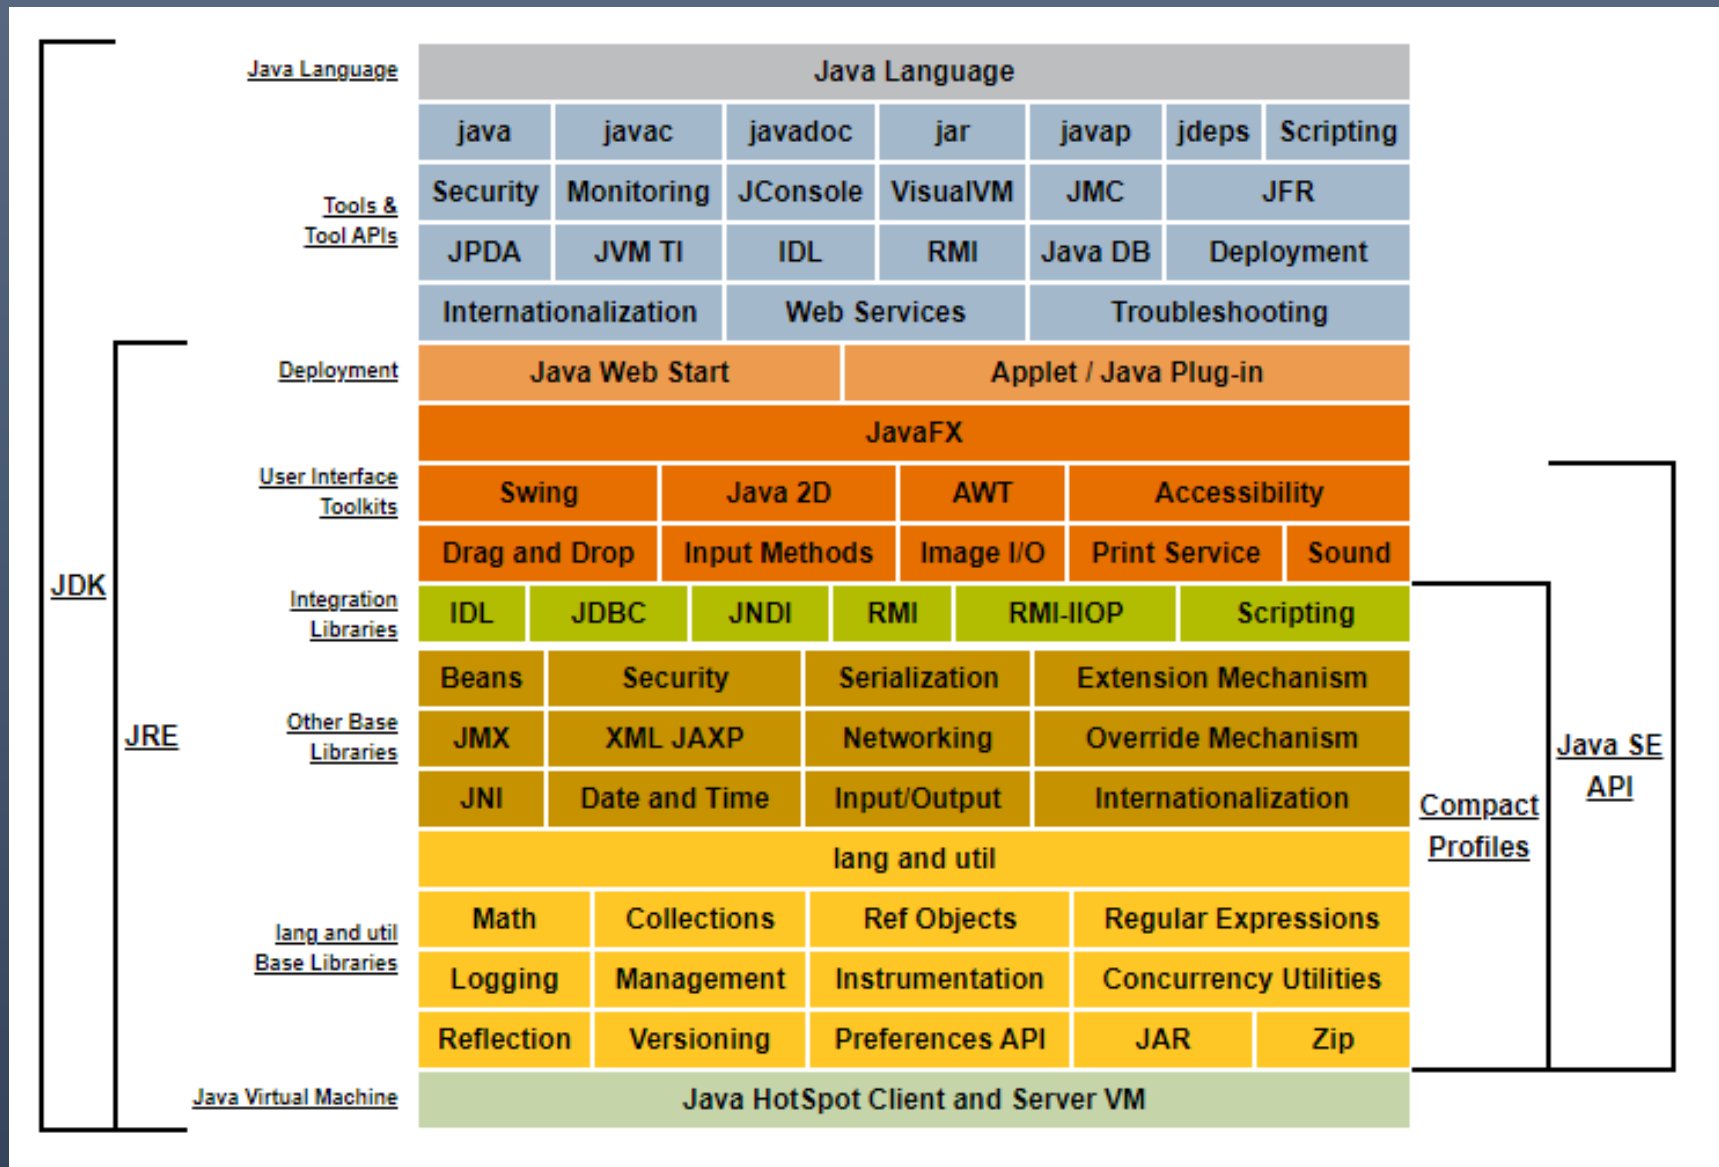 Java Language
Java Language
java javac javadoc jar javap jdeps Scripting
Tools &
Tool APIs
Security Monitoring JConsole VisualVM JMC JFR
JPDA JVM TI IDL RMI Java DB Deployment
Internationalization Web Services Troubleshooting
Deployment
Java Web Start Applet / Java Plug-in
JavaFX
User Interface
Toolkits
Swing Java 2D AWT Accessibility
Drag and Drop Input Methods Image I/O Print Service Sound
JDK
Integration
Libraries
IDL JDBC JNDI RMI RMI-IIOP Scripting
Beans Security Serialization Extension Mechanism
JRE
Other Base
Libraries
JMX XML JAXP Networking Override Mechanism
Java SE
API
JNI Date and Time Input/Output Internationalization
Compact
Profiles
lang and util
lang and util
Base Libraries
Math Collections Ref Objects Regular Expressions
Logging Management Instrumentation Concurrency Utilities
Reflection Versioning Preferences API JAR Zip
Java Virtual Machine
Java HotSpot Client and Server VM